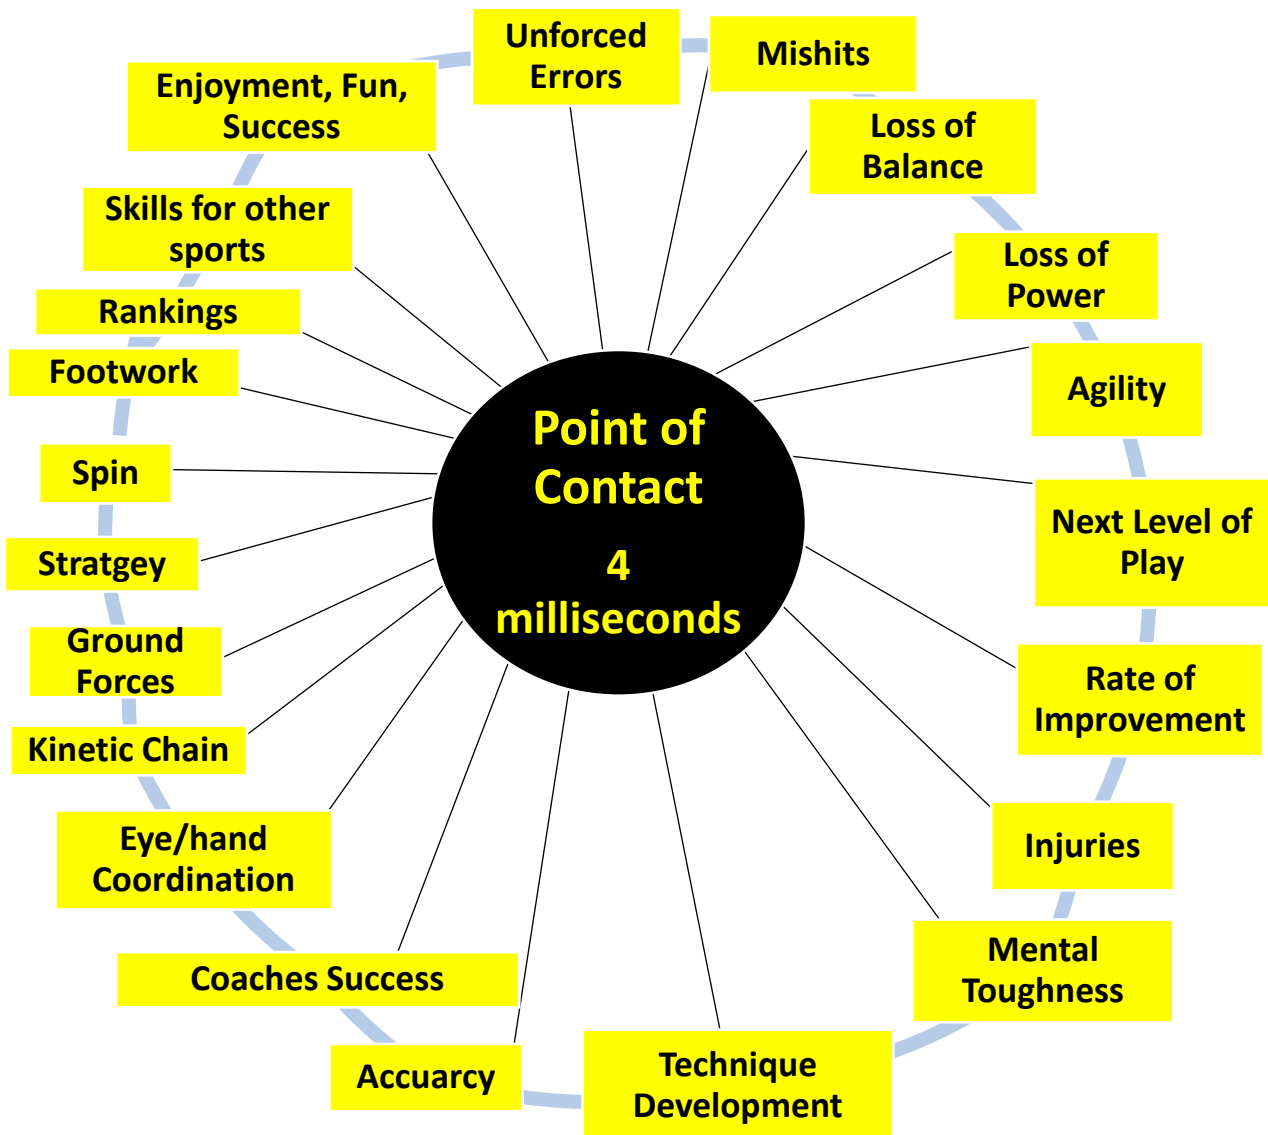 Unforced
Errors
Mishits
Loss of
Balance
Loss of
Power
Agility
Next Level of
Play
Rate of
Improvement
Injuries
Mental
Toughness
Technique
Development
Accuarcy
Coaches Success
Eye/hand
Coordination
Kinetic Chain
Ground
Forces
Stratgey
Spin
Footwork
Rankings
Skills for other
sports
Enjoyment, Fun,
Success
Point of
Contact
4
milliseconds